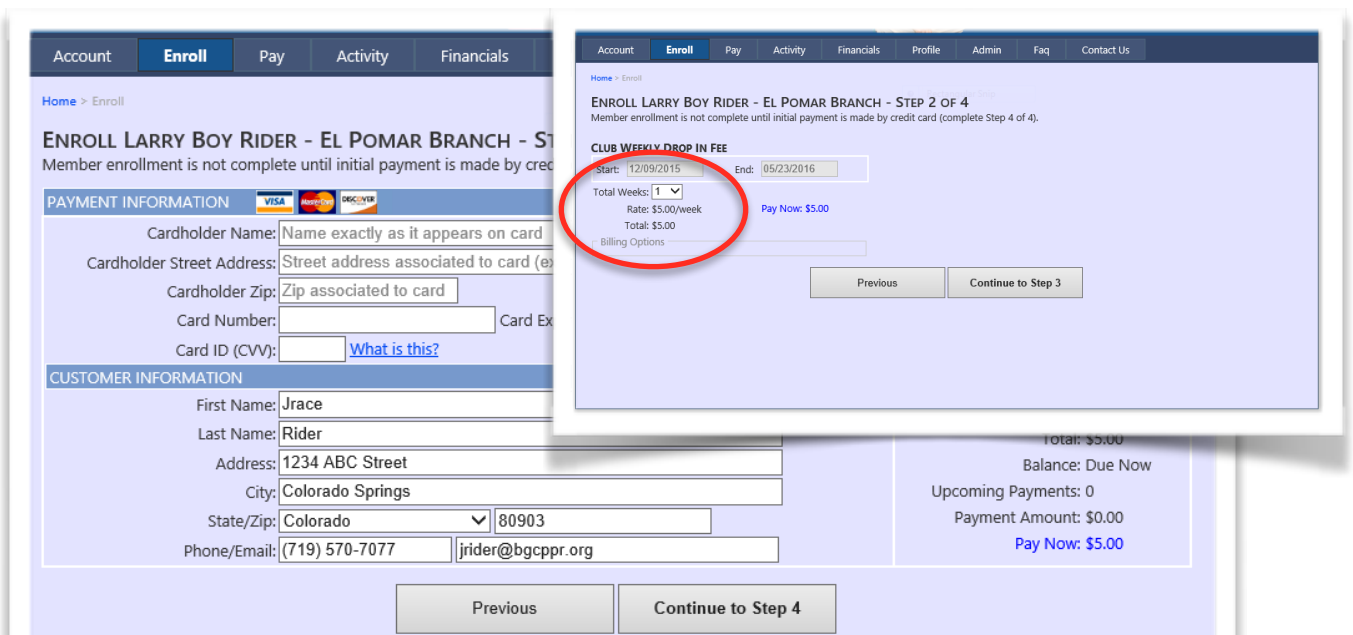 Account Enroll Pay Activity Financials
Home > Enroll
ENROLL LARRY BOY RIDER - EL POMAR BRANCH - ST
Member enrollment is not complete until initial payment is made by cred
PAYMENT INFORMATION VISA MasterCard DISCOVER
Cardholder Name: Name exactly as it appears on card
Cardholder Street Address: Street address associated to card (ex
Cardholder Zip: Zip associated to card
Card Number: Card Ex
Card ID (CVV): What is this?
CUSTOMER INFORMATION
First Name: Jrace
Last Name: Rider
Address: 1234 ABC Street
City: Colorado Springs
State/Zip: Colorado 80903
Phone/Email: (719) 570-7077 jrider@bgcppr.org
Total: $5.00
Balance: Due Now
Upcoming Payments: 0
Payment Amount: $0.00
Pay Now: $5.00
Previous Continue to Step 4
Account Enroll Pay Activity Financials Profile Admin Faq Contact Us
Home > Enroll
ENROLL LARRY BOY RIDER - EL POMAR BRANCH - STEP 2 OF 4
Member enrollment is not complete until initial payment is made by credit card (complete Step 4 of 4).
CLUB WEEKLY DROP IN FEE
Start: 12/09/2015 End: 05/23/2016
Total Weeks: 1
Rate: $5.00/week Pay Now: $5.00
Total: $5.00
Billing Options
Previous Continue to Step 3